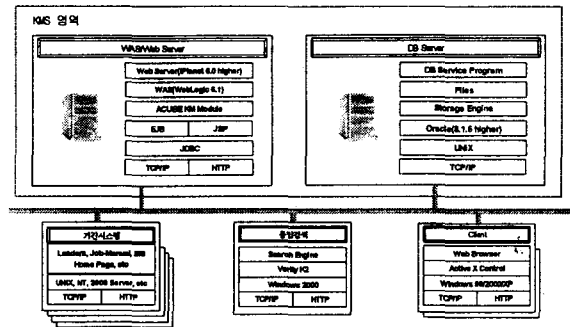 KMS 영역
WAS/Web Server
Web Server(iPlanet 6.0 higher)
WAS(WebLogic 6.1)
ACUBE KM Module
EJB JSP
JDBC
TCP/IP HTTP
DB Server
DB Service Program
Files
Storage Engine
Oracle(8.1.6 higher)
UNIX
TCP/IP
기간시스템
Leaders, Job-Manual,
Home Page, etc
UNIX, NT, 2000 Server, etc
TCP/IP HTTP
통합검색
Search Engine
Verity K2
Windows 2000
TCP/IP HTTP
Client
Web Browser
Active X Control
Windows 98/2000/XP
TCP/IP HTTP